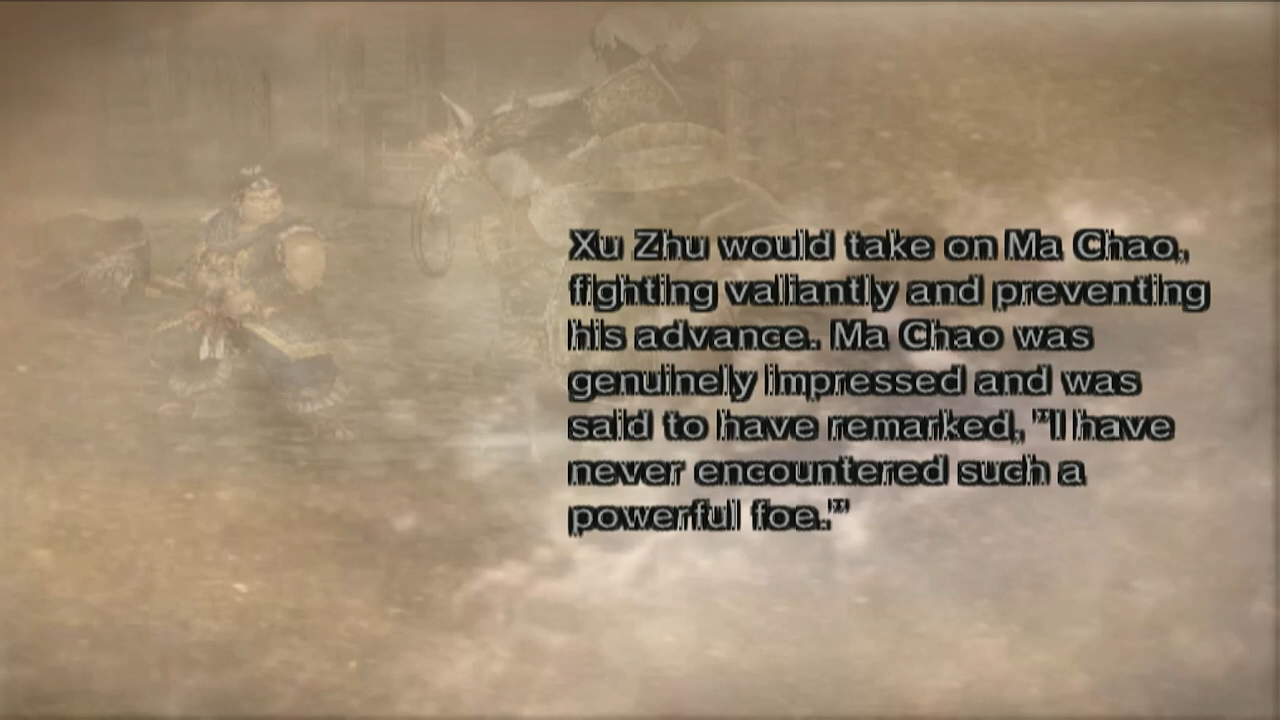 Xu Zhu would take on Ma Chao,
fighting valiantly and preventing
his advance. Ma Chao was
genuinely impressed and was
said to have remarked, "I have
never encountered such a
powerful foe."